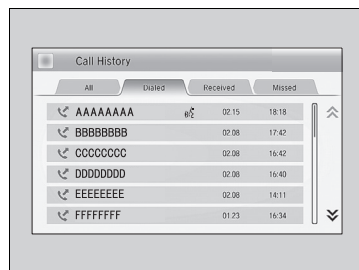 Call History
All Dialed Received Missed
AAAAAAAA 02.15 18:18
BBBBBBBB 02.08 17:42
CCCCCCCC 02.08 16:42
DDDDDDDD 02.08 16:40
EEEEEEEE 02.08 14:11
FFFFFFFF 01.23 16:34